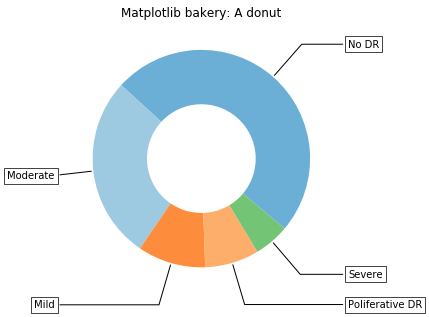 Matplotlib bakery: A donut
No DR
Moderate
Severe
Mild
Poliferative DR